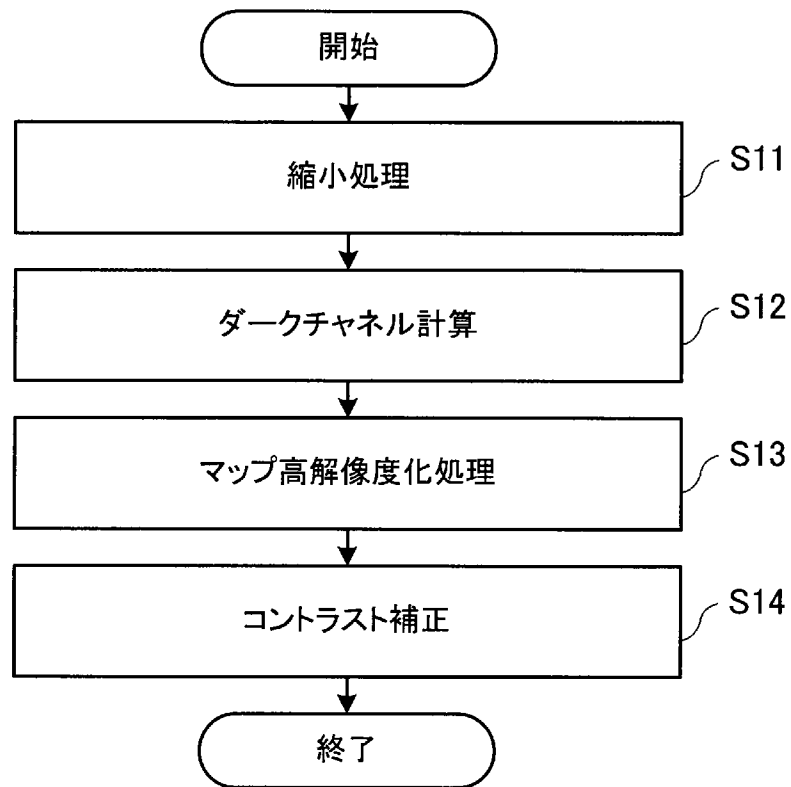 開始
縮小処理
S11
ダークチャネル計算
S12
マップ高解像度化処理
S13
コントラスト補正
S14
終了